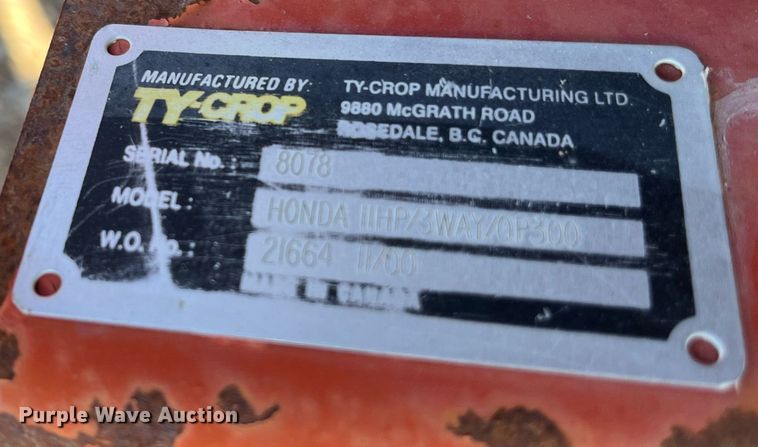 MANUFACTURED BY:
TY-CROP
TY-CROP MANUFACTURING LTD.
9880 McGRATH ROAD
ROSEDALE, B.C. CANADA
SERIAL No.: 8078
MODEL: HONDA 11HP/3WAY/QP300
W.O. No.: 21664 11/00
MADE IN CANADA
Purple Wave Auction